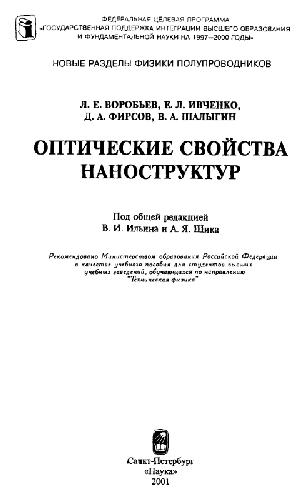 ФЕДЕРАЛЬНАЯ ЦЕЛЕВАЯ ПРОГРАММА
«ГОСУДАРСТВЕННАЯ ПОДДЕРЖКА ИНТЕГРАЦИИ ВЫСШЕГО ОБРАЗОВАНИЯ
И ФУНДАМЕНТАЛЬНОЙ НАУКИ НА 1997–2000 ГОДЫ»
НОВЫЕ РАЗДЕЛЫ ФИЗИКИ ПОЛУПРОВОДНИКОВ
Л. Е. ВОРОБЬЕВ, Е. Л. ИВЧЕНКО,
Д. А. ФИРСОВ, В. А. ШАЛЫГИН
ОПТИЧЕСКИЕ СВОЙСТВА
НАНОСТРУКТУР
Под общей редакцией
В. И. Ильина и А. Я. Шика
Рекомендовано Министерством образования Российской Федерации
в качестве учебного пособия для студентов высших
учебных заведений, обучающихся по направлению
"Техническая физика"
Санкт-Петербург
«Наука»
2001